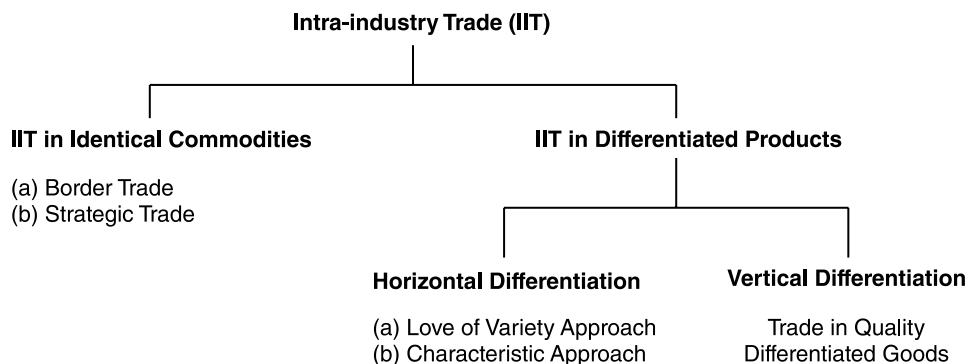 Intra-industry Trade (IIT)
IIT in Identical Commodities
(a) Border Trade
(b) Strategic Trade
IIT in Differentiated Products
Horizontal Differentiation
(a) Love of Variety Approach
(b) Characteristic Approach
Vertical Differentiation
Trade in Quality
Differentiated Goods